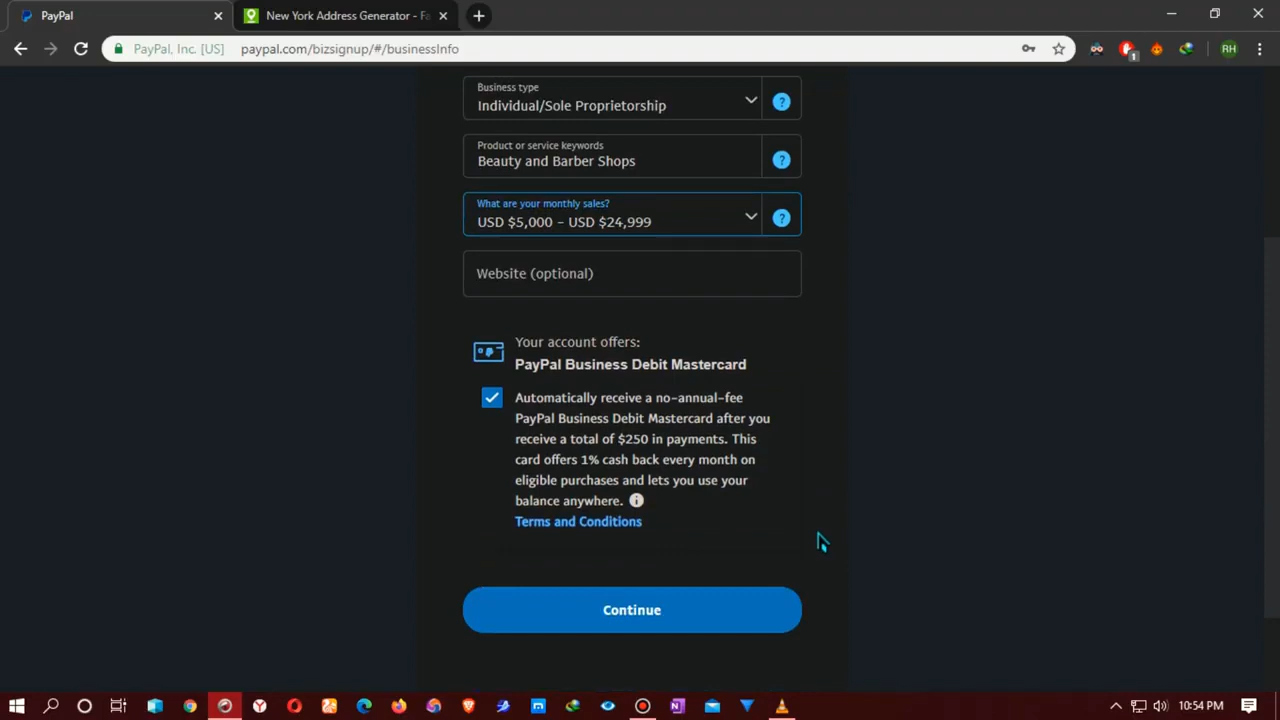 PayPal
New York Address Generator - Fa
PayPal, Inc. [US]
paypal.com/bizsignup/#/businessInfo
1
RH
Business type
Individual/Sole Proprietorship
?
Product or service keywords
Beauty and Barber Shops
?
What are your monthly sales?
USD $5,000 - USD $24,999
?
Website (optional)
Your account offers:
PayPal Business Debit Mastercard
Automatically receive a no-annual-fee
PayPal Business Debit Mastercard after you
receive a total of $250 in payments. This
card offers 1% cash back every month on
eligible purchases and lets you use your
balance anywhere.
Terms and Conditions
Continue
10:54 PM